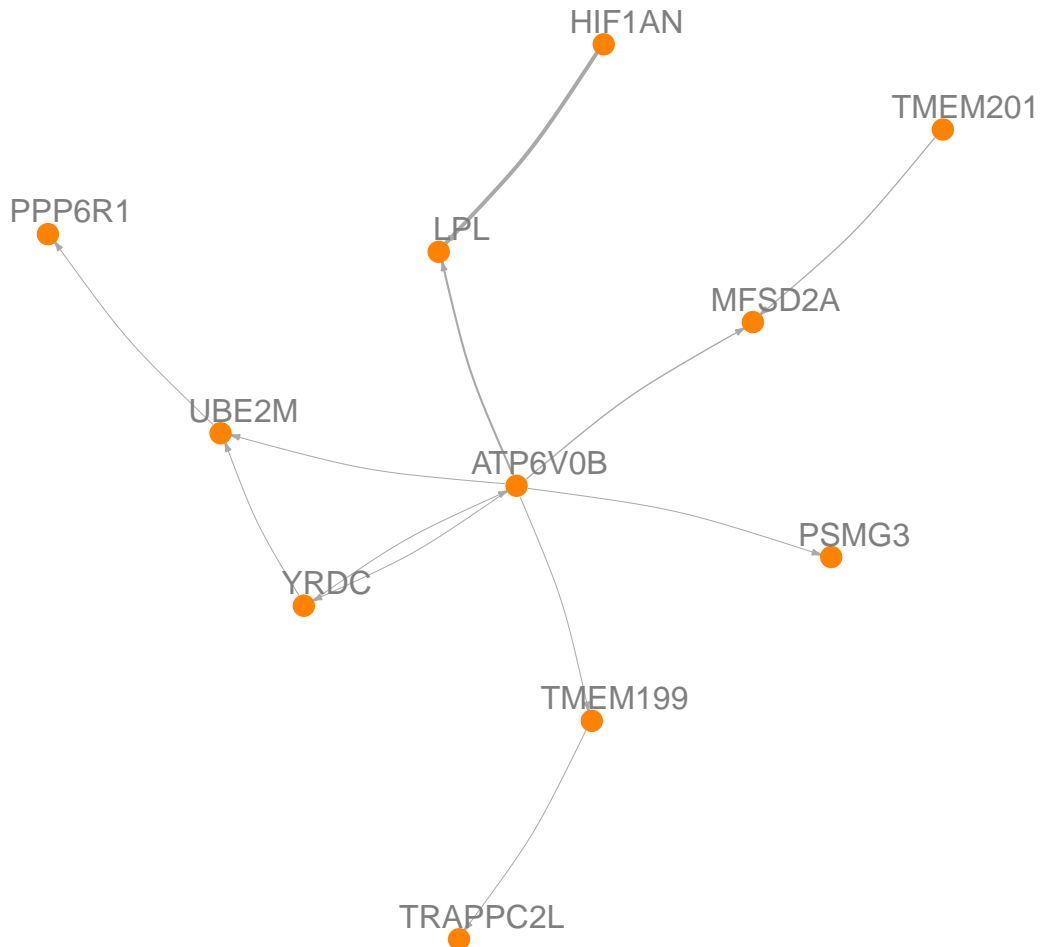 HIF1AN
TMEM201
PPP6R1
LPL
MFSD2A
UBE2M
ATP6V0B
PSMG3
YRDC
TMEM199
TRAPPC2L